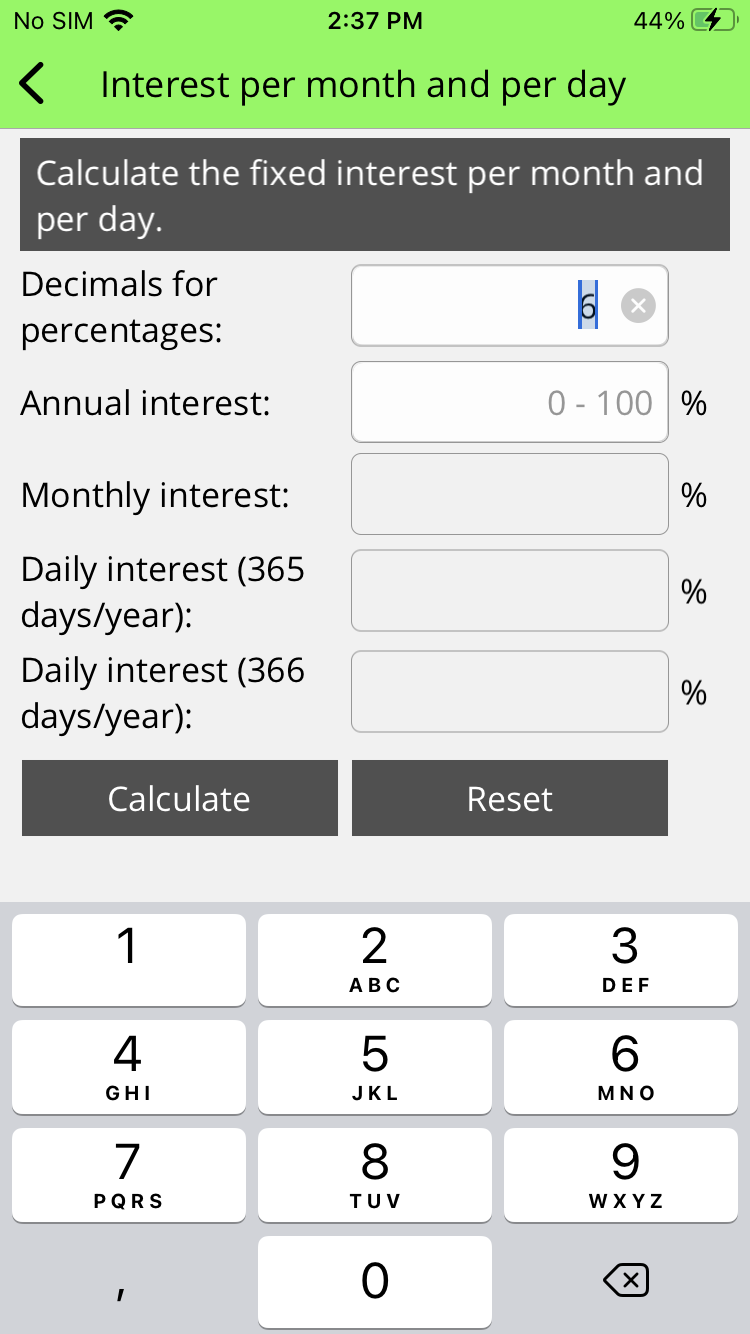 No SIM 2:37 PM 44%
Interest per month and per day
Calculate the fixed interest per month and
per day.
Decimals for
percentages:
6
Annual interest:
0 - 100 %
Monthly interest:
%
Daily interest (365
days/year):
%
Daily interest (366
days/year):
%
Calculate Reset
1 2 3
ABC DEF
4 5 6
GHI JKL MNO
7 8 9
PQRS TUV WXYZ
, 0